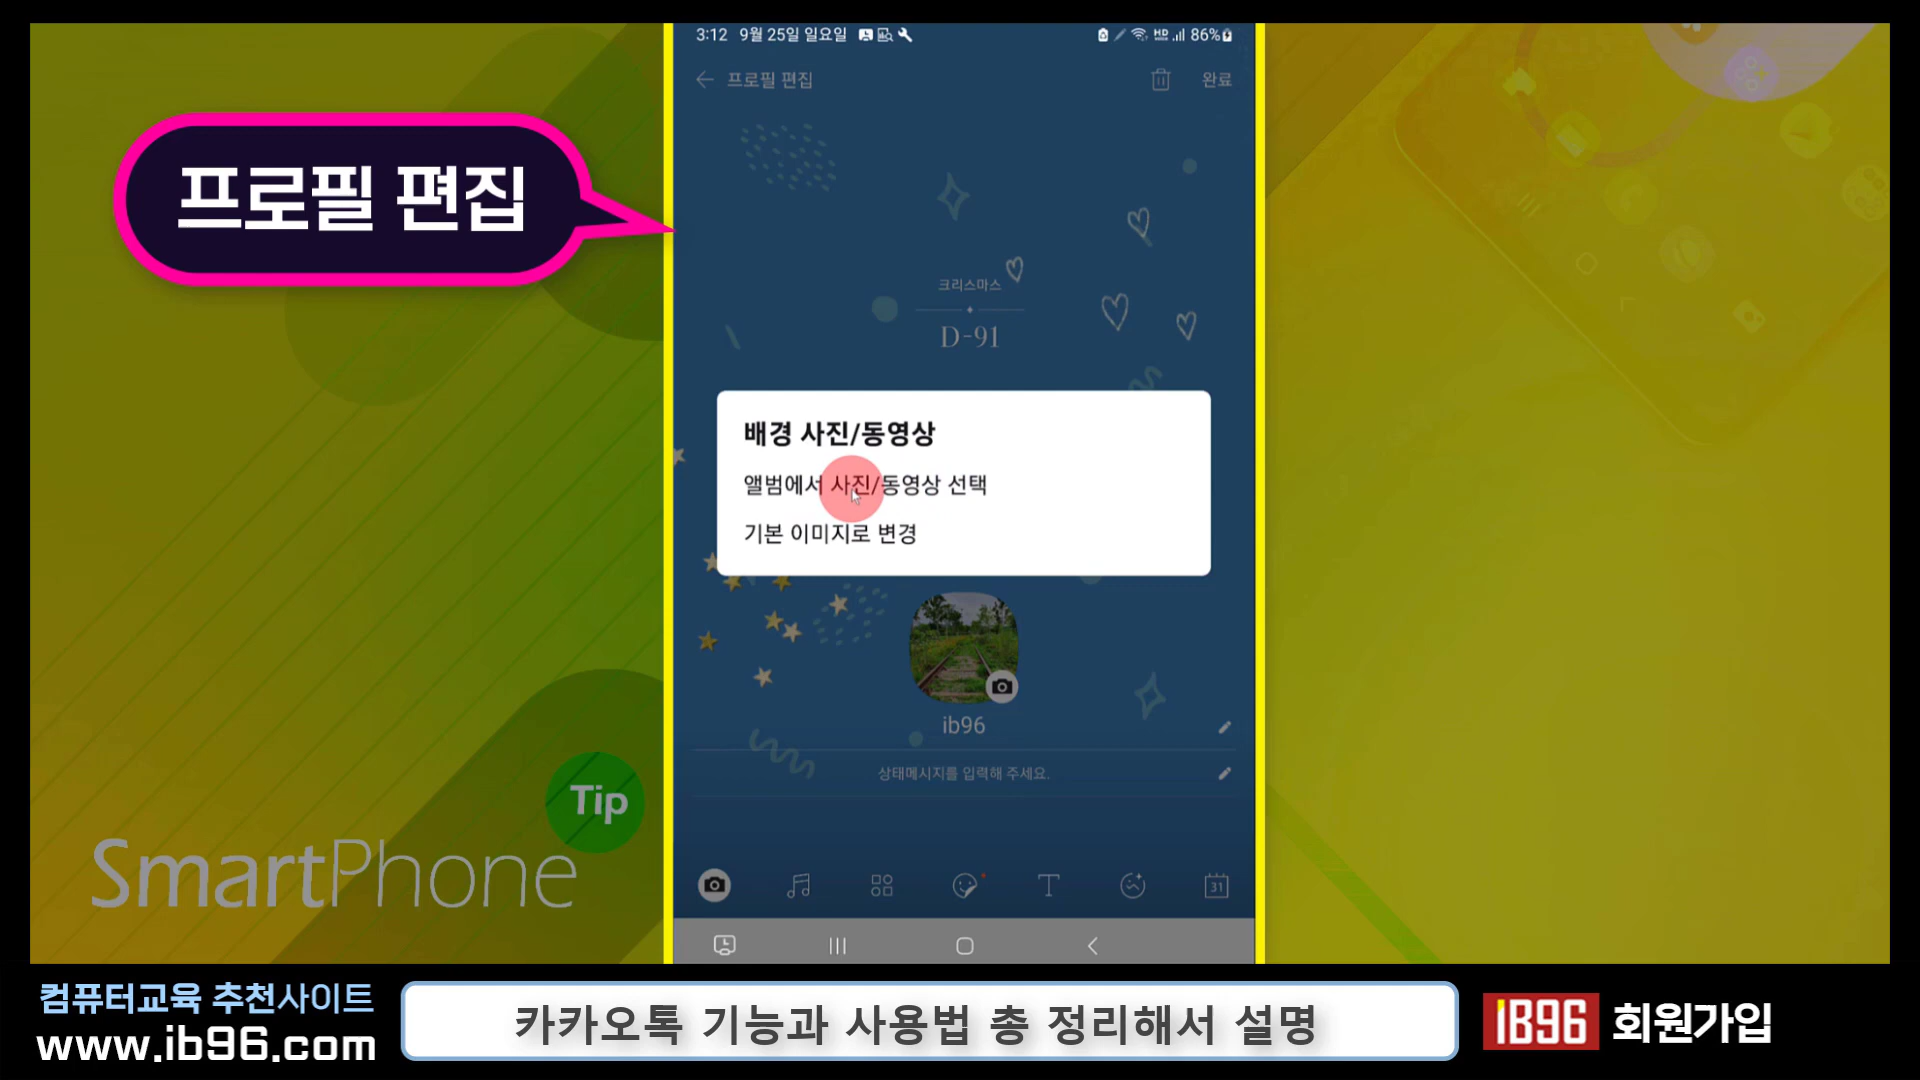 3:12 9월 25일 일요일
HD 86%
프로필 편집
완료
프로필 편집
크리스마스
D-91
배경 사진/동영상
앨범에서 사진/동영상 선택
기본 이미지로 변경
ib96
상태메시지를 입력해 주세요.
Tip
SmartPhone
T
31
컴퓨터교육 추천사이트
www.ib96.com
카카오톡 기능과 사용법 총 정리해서 설명
IB96 회원가입